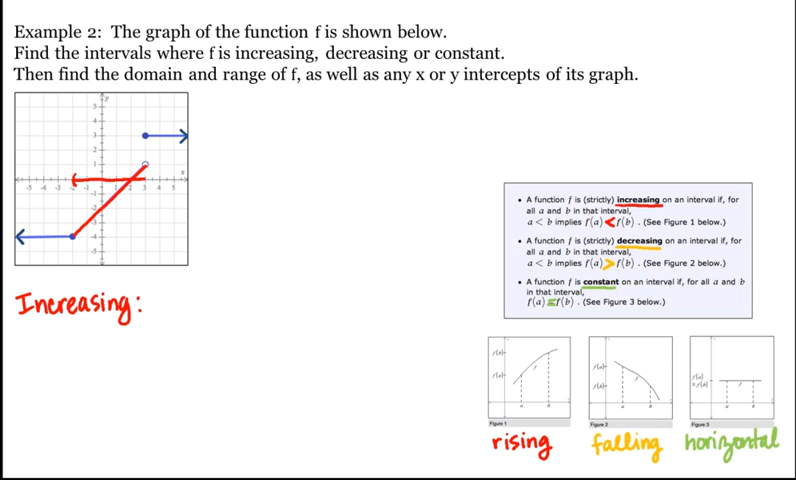 Example 2: The graph of the function f is shown below.
Find the intervals where f is increasing, decreasing or constant.
Then find the domain and range of f, as well as any x or y intercepts of its graph.
Increasing:
• A function f is (strictly) increasing on an interval if, for
all a and b in that interval,
a < b implies f(a) < f(b) . (See Figure 1 below.)
• A function f is (strictly) decreasing on an interval if, for
all a and b in that interval,
a < b implies f(a) > f(b) . (See Figure 2 below.)
• A function f is constant on an interval if, for all a and b
in that interval,
f(a) = f(b) . (See Figure 3 below.)
Figure 1
Figure 2
Figure 3
rising
falling
horizontal